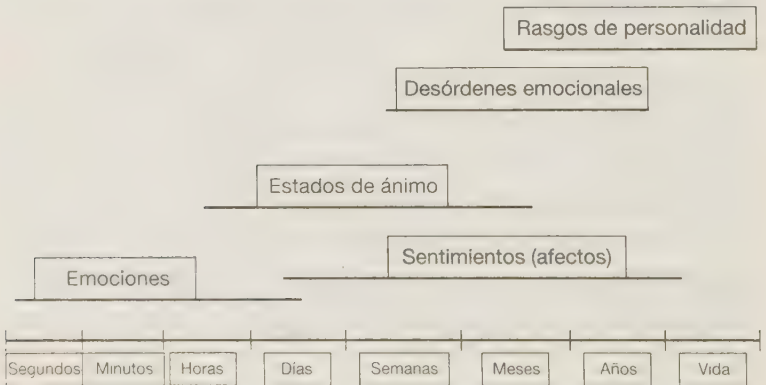 Rasgos de personalidad
Desórdenes emocionales
Estados de ánimo
Sentimientos (afectos)
Emociones
Segundos Minutos Horas Días Semanas Meses Años Vida